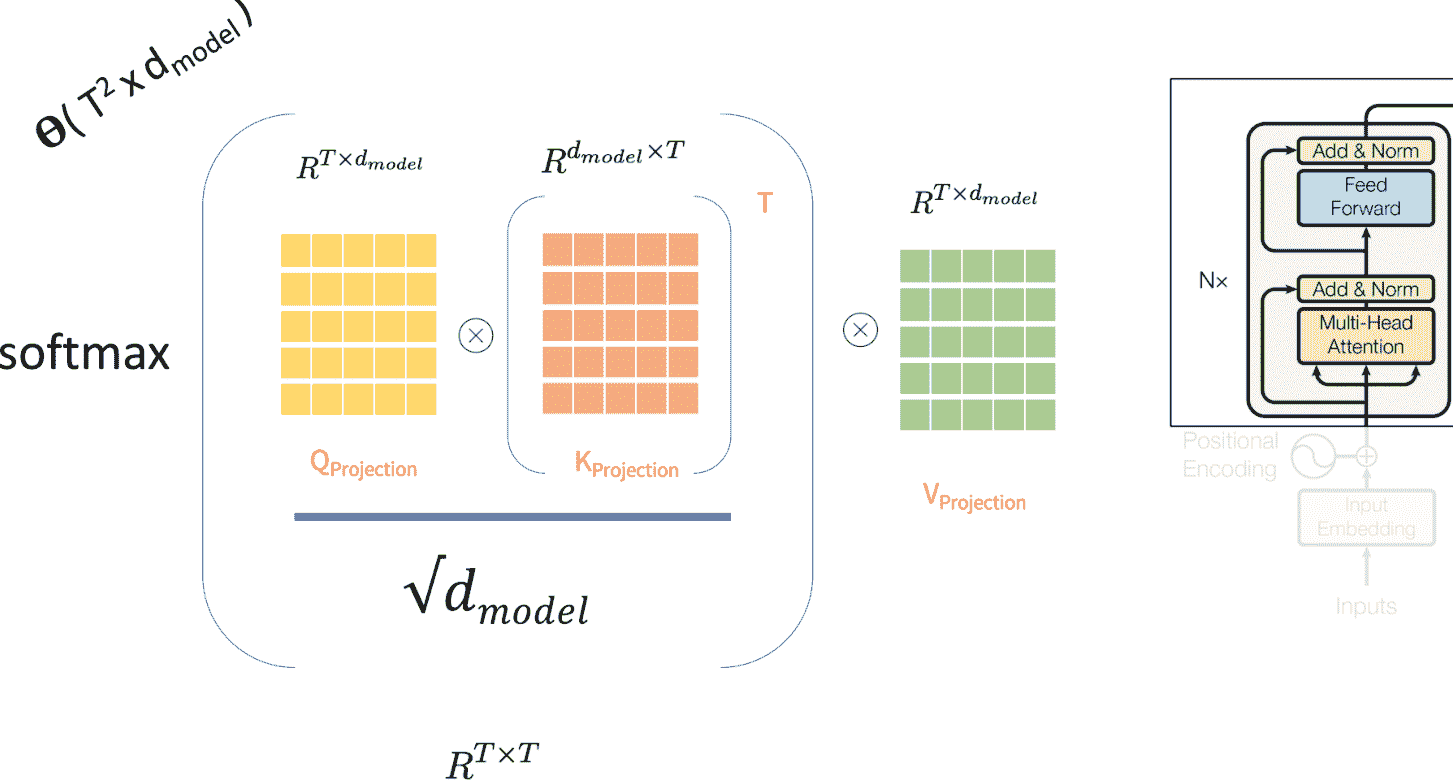 Θ( T² x d_model )
R^{T×d_model}
R^{d_model×T}
T
R^{T×d_model}
softmax
Q_Projection
K_Projection
V_Projection
√d_model
R^{T×T}
Add & Norm
Feed
Forward
N×
Add & Norm
Multi-Head
Attention
Positional
Encoding
Input
Embedding
Inputs